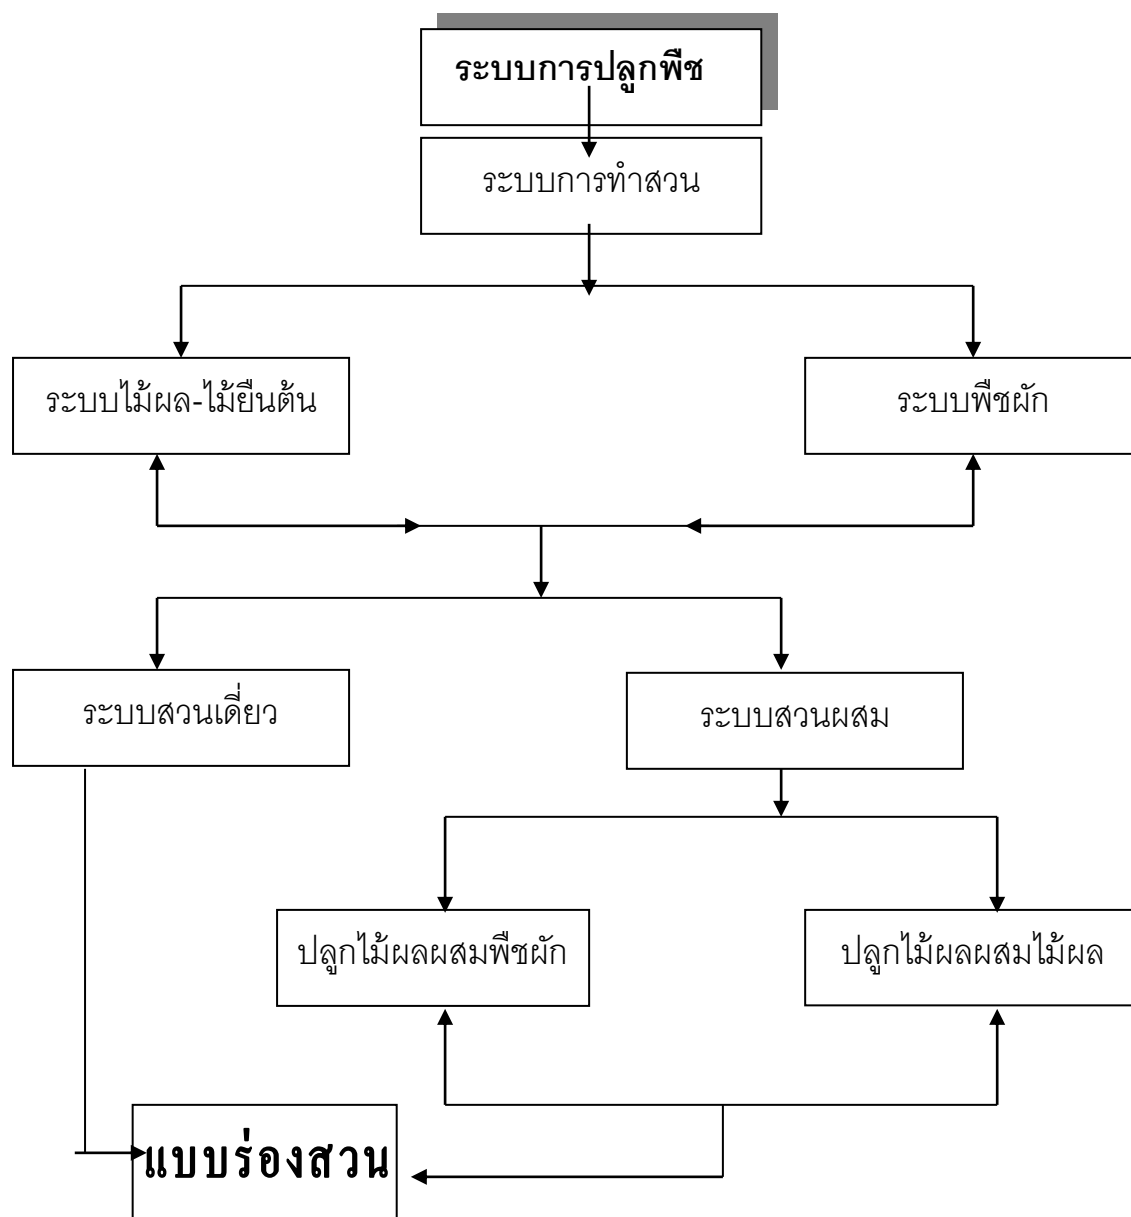 ระบบการปลูกพืช
ระบบการทำสวน
ระบบไม้ผล-ไม้ยืนต้น
ระบบพืชผัก
ระบบสวนเดี่ยว
ระบบสวนผสม
ปลูกไม้ผลผสมพืชผัก
ปลูกไม้ผลผสมไม้ผล
แบบร่องสวน